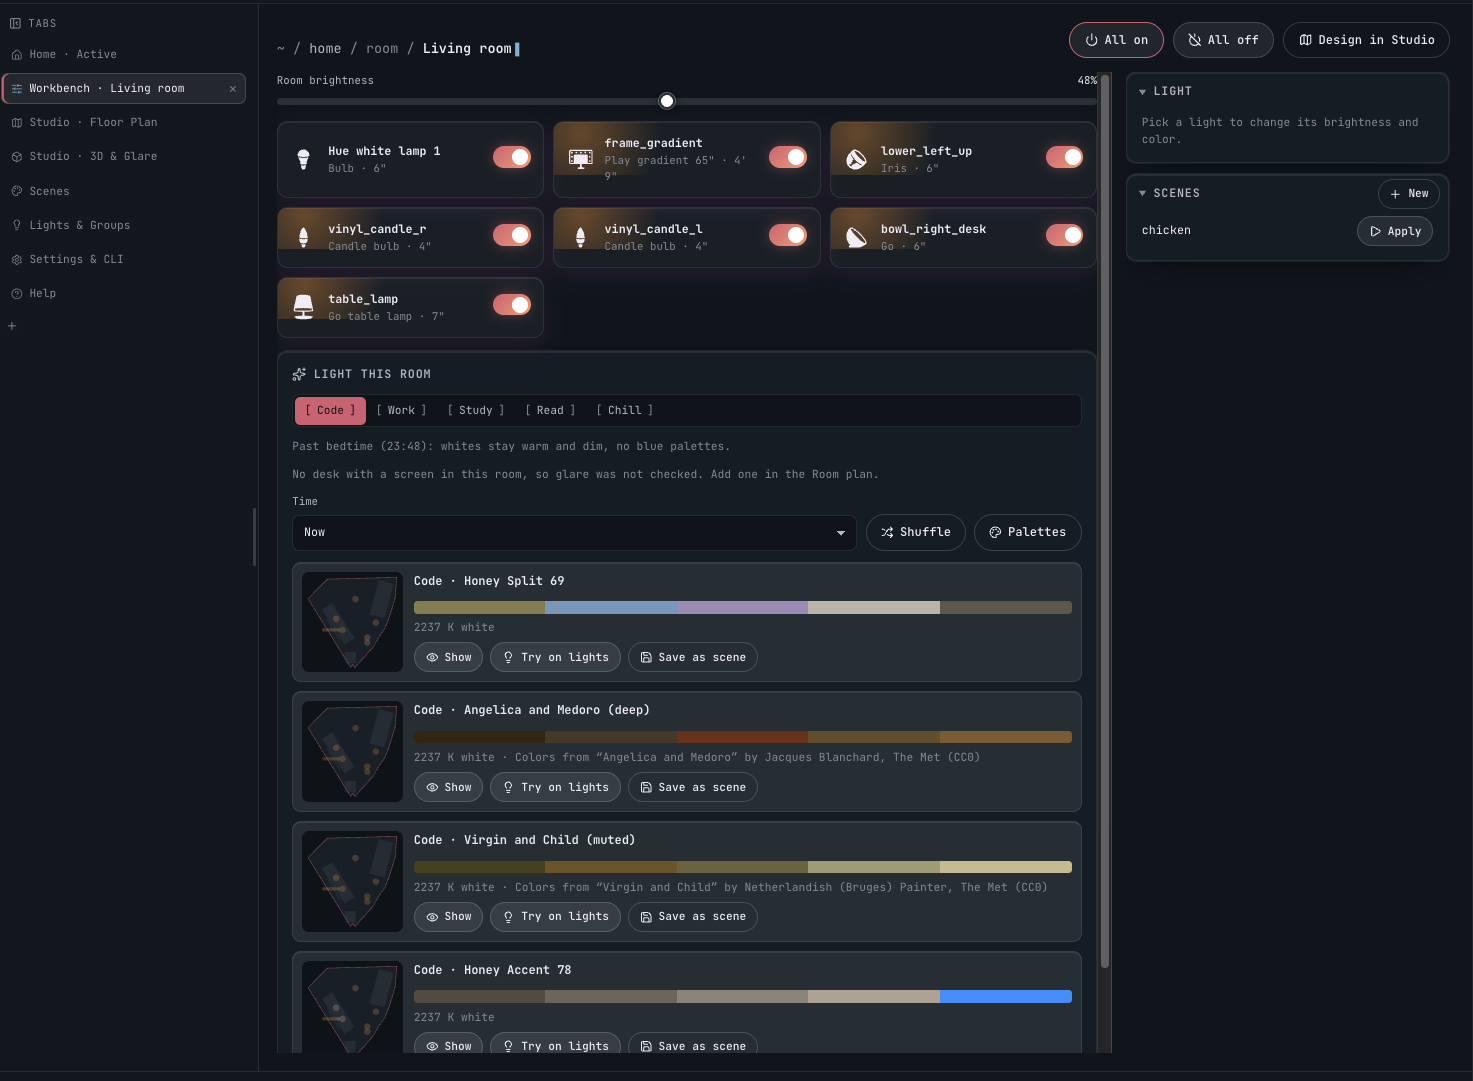 TABS
Home · Active
Workbench · Living room ×
Studio · Floor Plan
Studio · 3D & Glare
Scenes
Lights & Groups
Settings & CLI
Help
+
~ / home / room / Living room
All on
All off
Design in Studio
Room brightness 48%
Hue white lamp 1
Bulb · 6"
frame_gradient
Play gradient 65" · 4'
9"
lower_left_up
Iris · 6"
vinyl_candle_r
Candle bulb · 4"
vinyl_candle_l
Candle bulb · 4"
bowl_right_desk
Go · 6"
table_lamp
Go table lamp · 7"
LIGHT THIS ROOM
[ Code ] [ Work ] [ Study ] [ Read ] [ Chill ]
Past bedtime (23:48): whites stay warm and dim, no blue palettes.
No desk with a screen in this room, so glare was not checked. Add one in the Room plan.
Time
Now
Shuffle
Palettes
Code · Honey Split 69
2237 K white
Show
Try on lights
Save as scene
Code · Angelica and Medoro (deep)
2237 K white · Colors from “Angelica and Medoro” by Jacques Blanchard, The Met (CC0)
Show
Try on lights
Save as scene
Code · Virgin and Child (muted)
2237 K white · Colors from “Virgin and Child” by Netherlandish (Bruges) Painter, The Met (CC0)
Show
Try on lights
Save as scene
Code · Honey Accent 78
2237 K white
Show
Try on lights
Save as scene
LIGHT
Pick a light to change its brightness and
color.
SCENES
+ New
chicken
Apply